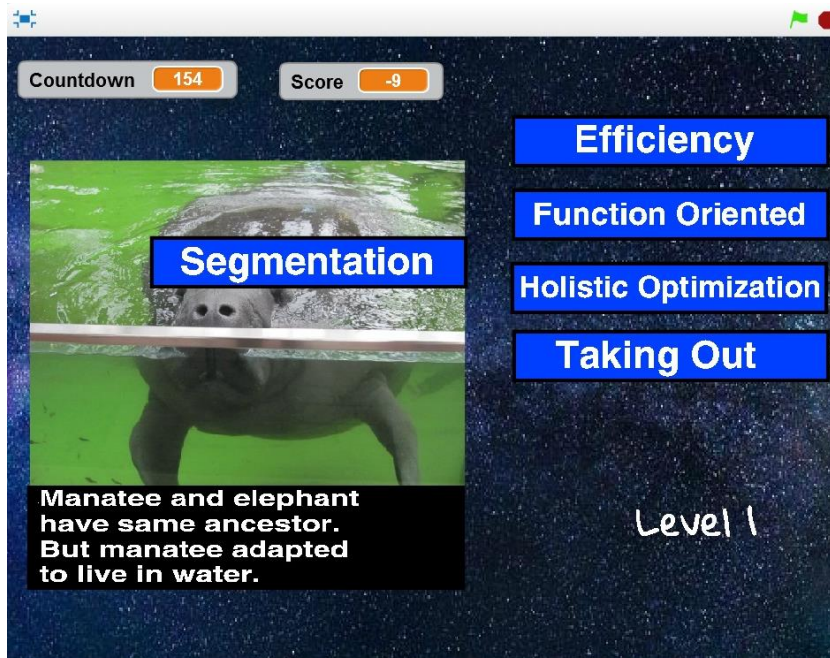 Countdown 154
Score -9
Efficiency
Function Oriented
Segmentation
Holistic Optimization
Taking Out
Manatee and elephant
have same ancestor.
But manatee adapted
to live in water.
Level 1